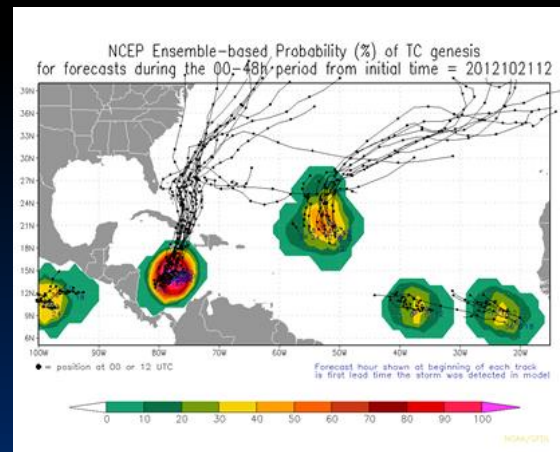 NCEP Ensemble-based Probability (%) of TC genesis
for forecasts during the 00-48h period from initial time = 2012102112
39N
36N
33N
30N
27N
24N
21N
18N
15N
12N
9N
6N
100W 90W 80W 70W 60W 50W 40W 30W 20W
● = position at 00 or 12 UTC
Forecast hour shown at beginning of each track
is first lead time the storm was detected in model
0 10 20 30 40 50 60 70 80 90 100